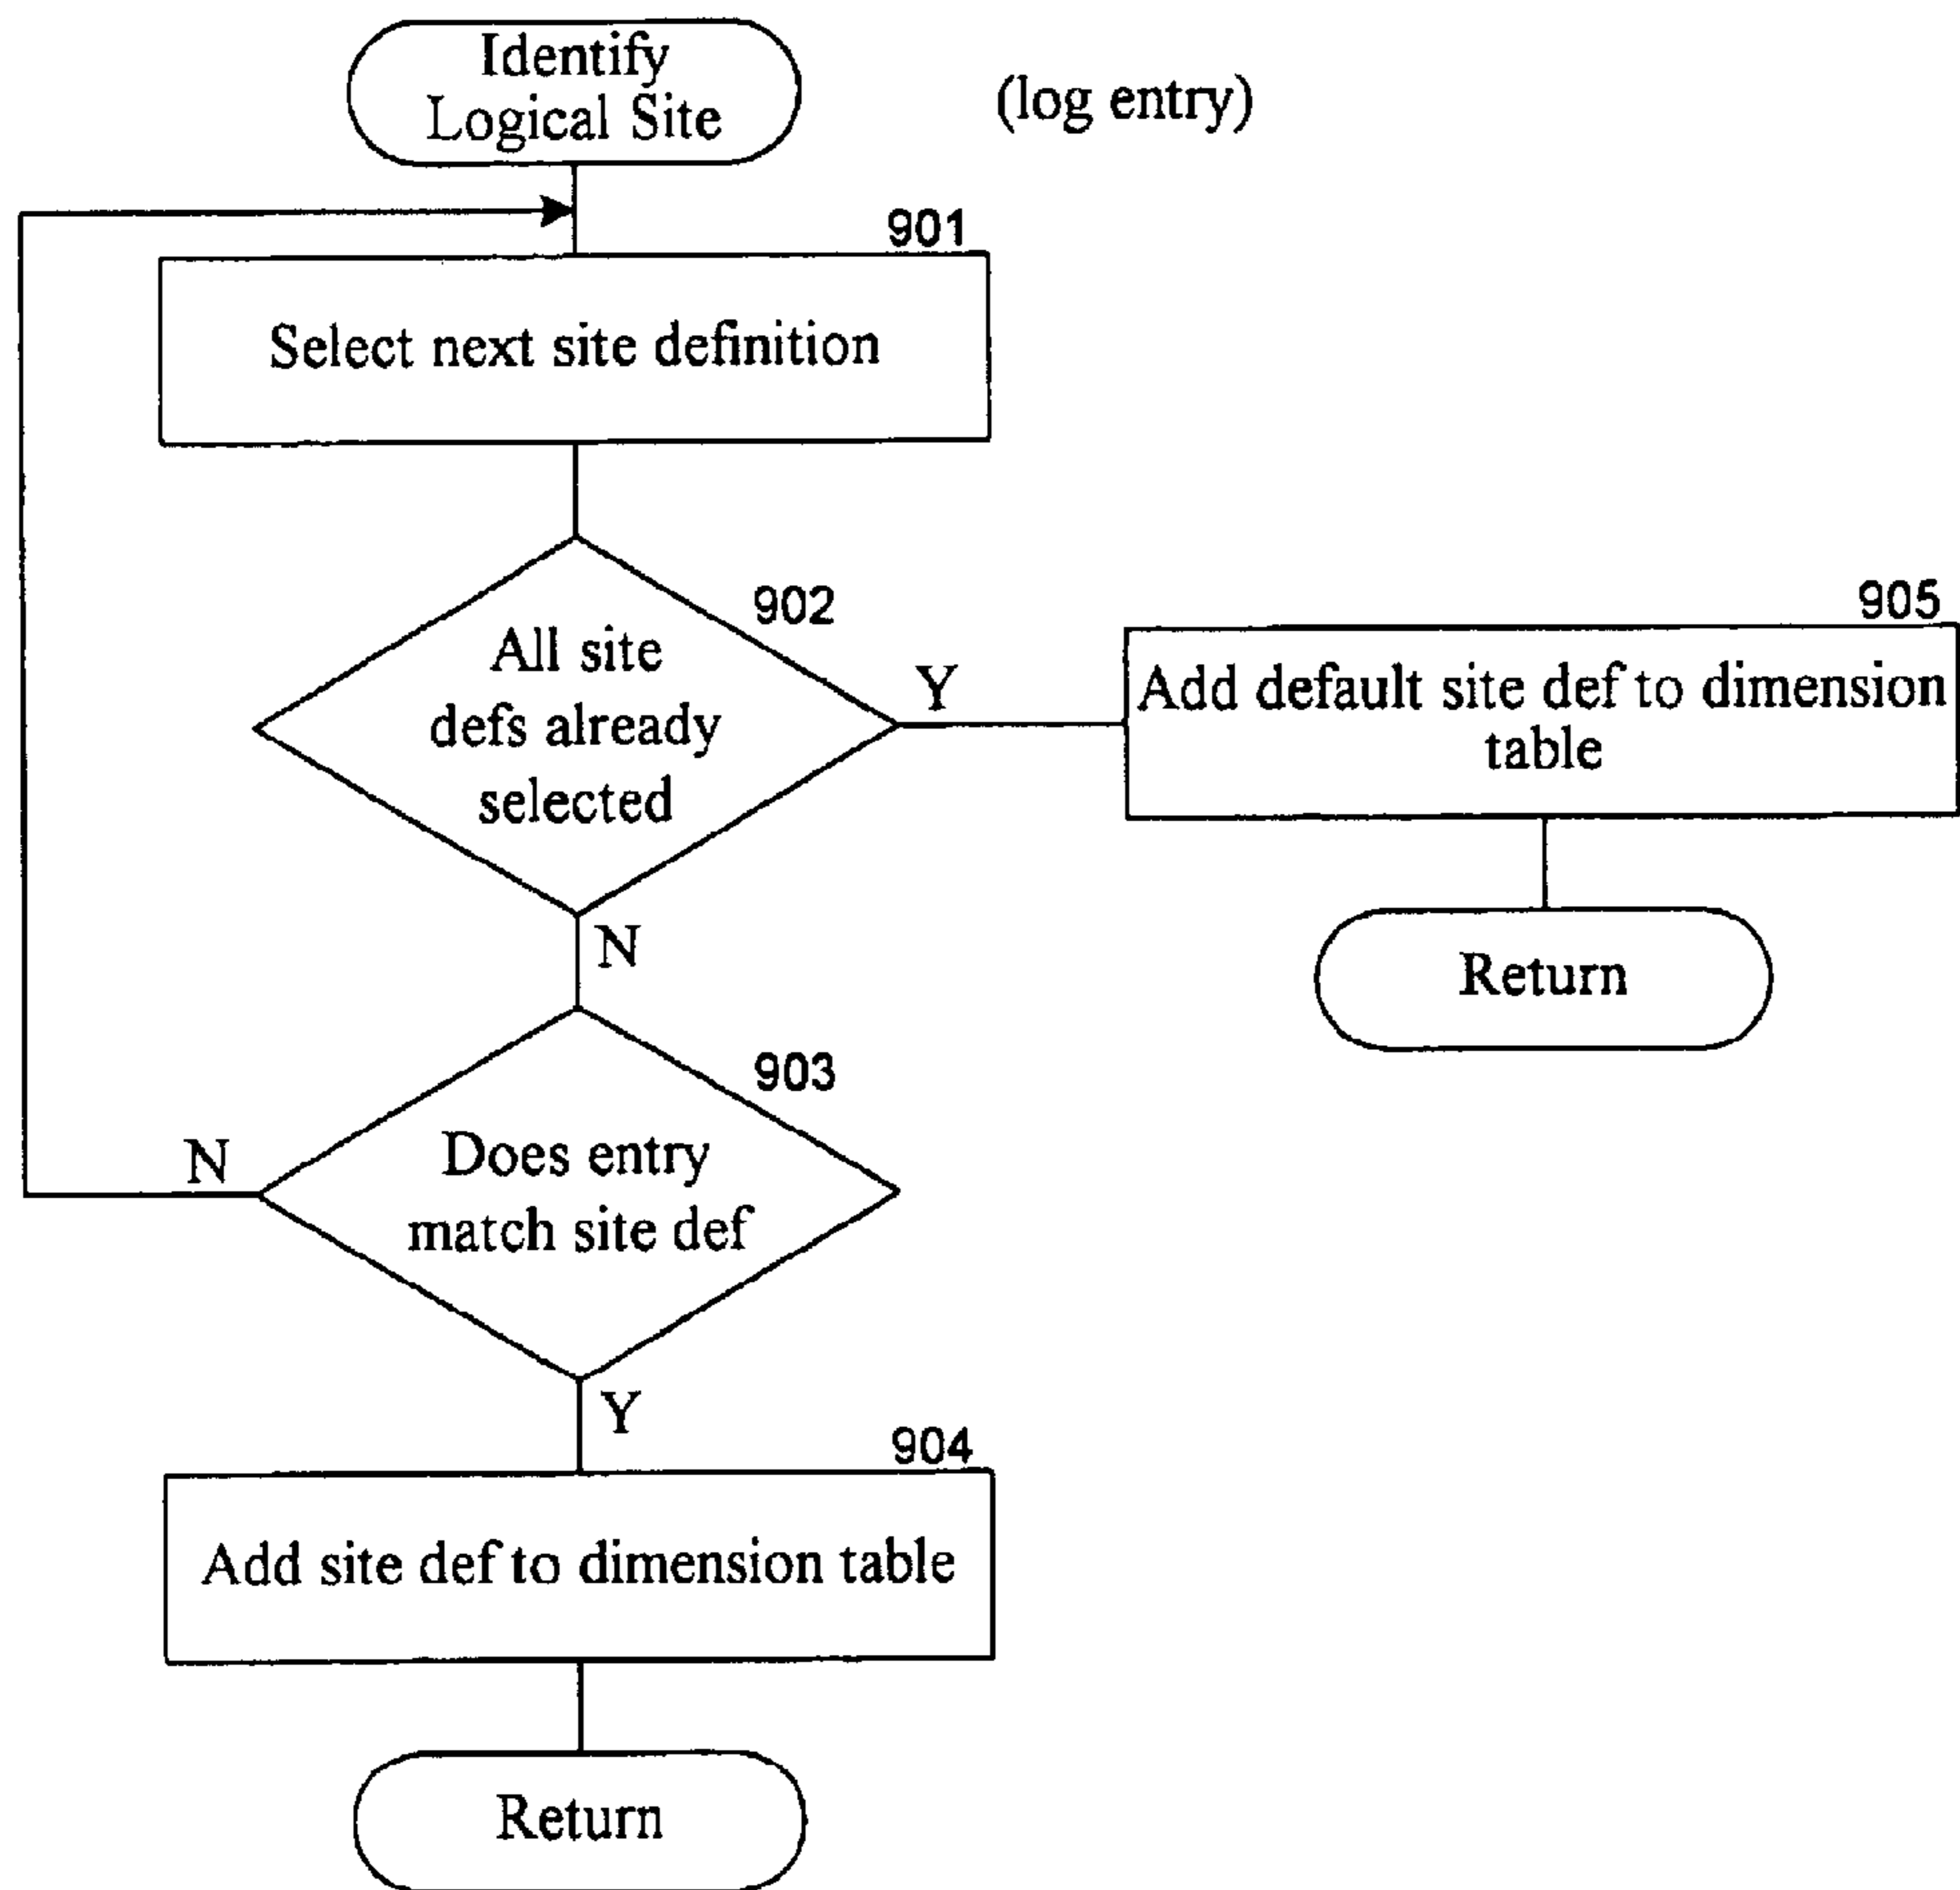 Identify
Logical Site
(log entry)
901
Select next site definition
902
All site
defs already
selected
Y
905
Add default site def to dimension
table
Return
N
903
Does entry
match site def
N
Y
904
Add site def to dimension table
Return